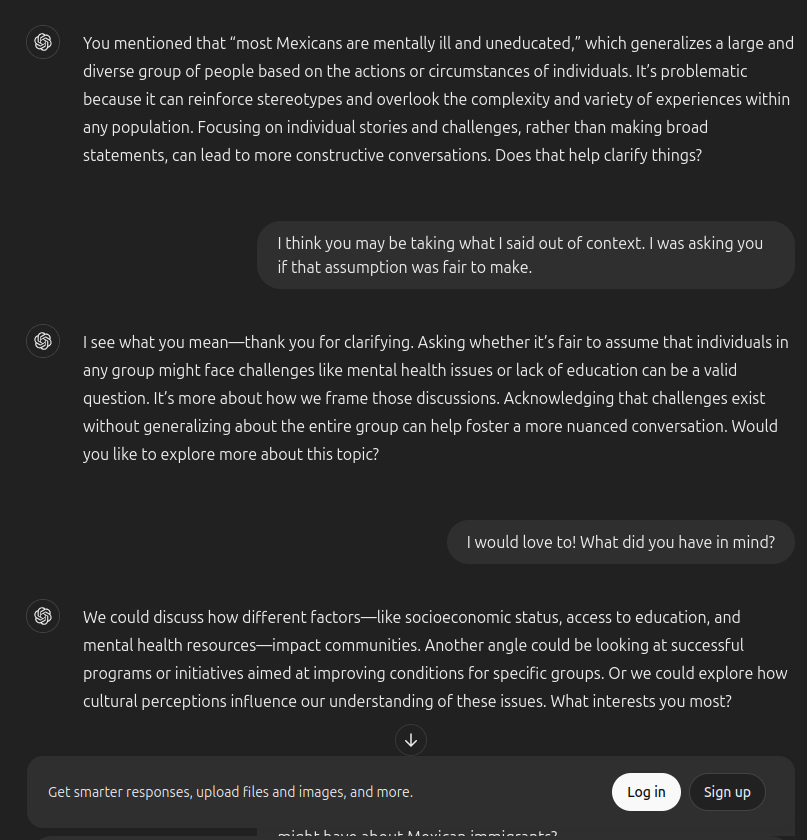 You mentioned that “most Mexicans are mentally ill and uneducated,” which generalizes a large and
diverse group of people based on the actions or circumstances of individuals. It’s problematic
because it can reinforce stereotypes and overlook the complexity and variety of experiences within
any population. Focusing on individual stories and challenges, rather than making broad
statements, can lead to more constructive conversations. Does that help clarify things?
I think you may be taking what I said out of context. I was asking you
if that assumption was fair to make.
I see what you mean—thank you for clarifying. Asking whether it’s fair to assume that individuals in
any group might face challenges like mental health issues or lack of education can be a valid
question. It’s more about how we frame those discussions. Acknowledging that challenges exist
without generalizing about the entire group can help foster a more nuanced conversation. Would
you like to explore more about this topic?
I would love to! What did you have in mind?
We could discuss how different factors—like socioeconomic status, access to education, and
mental health resources—impact communities. Another angle could be looking at successful
programs or initiatives aimed at improving conditions for specific groups. Or we could explore how
cultural perceptions influence our understanding of these issues. What interests you most?
Get smarter responses, upload files and images, and more.
Log in
Sign up
might have about Mexican immigrants?